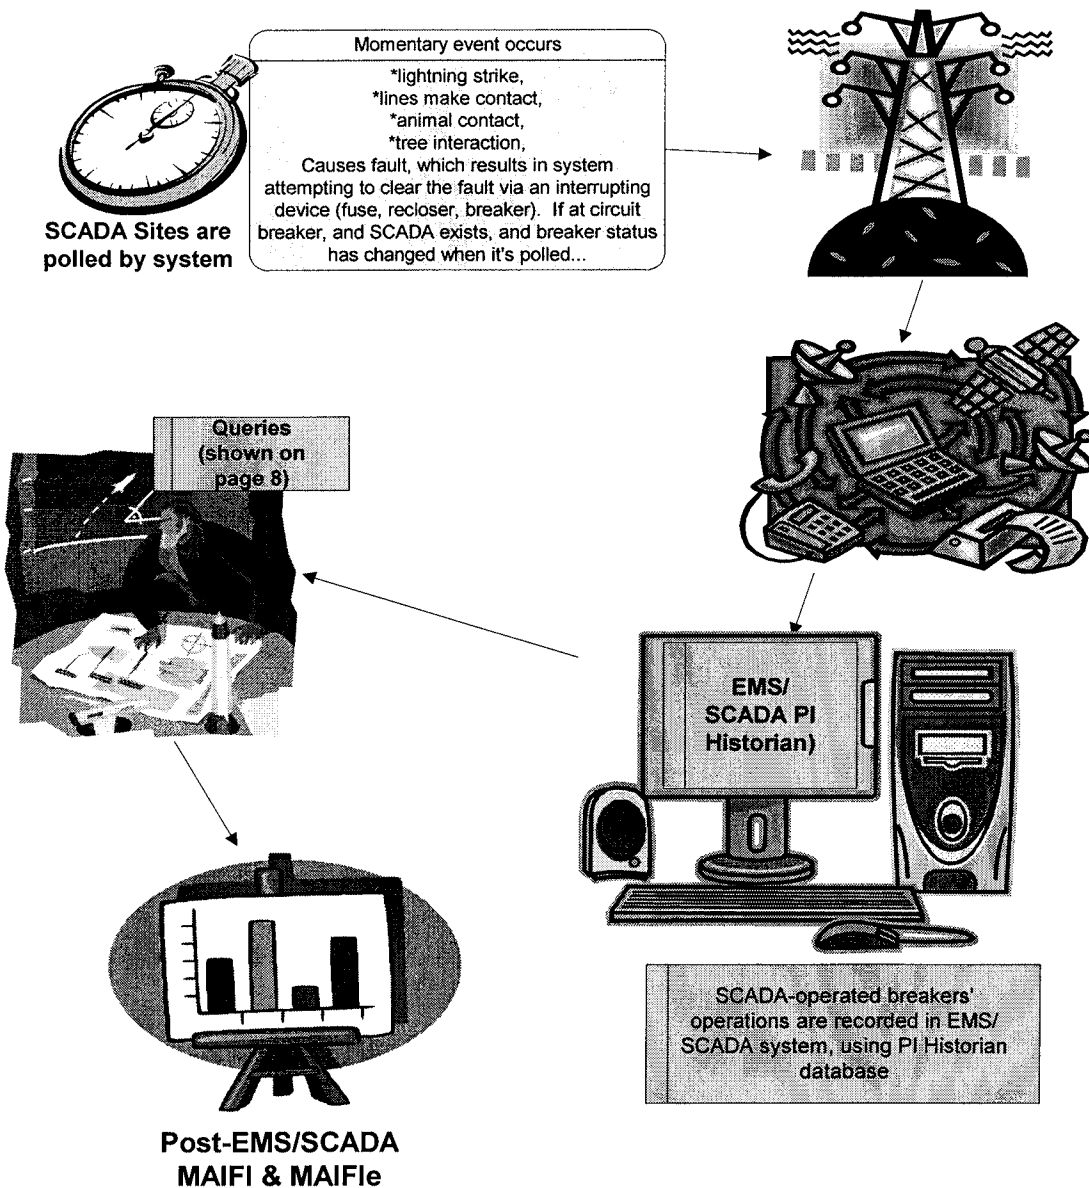 Momentary event occurs
*lightning strike,
*lines make contact,
*animal contact,
*tree interaction,
Causes fault, which results in system
attempting to clear the fault via an interrupting
device (fuse, recloser, breaker).  If at circuit
breaker, and SCADA exists, and breaker status
has changed when it's polled...
SCADA Sites are
polled by system
Queries
(shown on
page 8)
EMS/
SCADA PI
Historian)
SCADA-operated breakers'
operations are recorded in EMS/
SCADA system, using PI Historian
database
Post-EMS/SCADA
MAIFI & MAIFIe